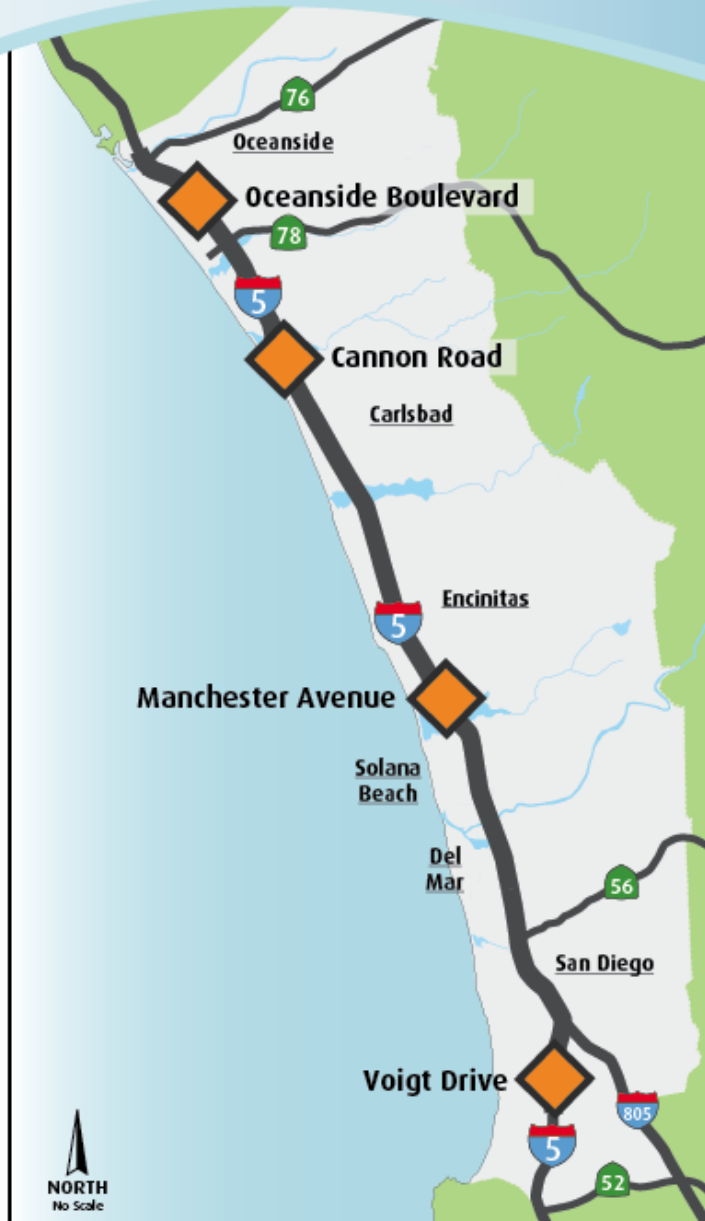 76
Oceanside
Oceanside Boulevard
78
5
Cannon Road
Carlsbad
Encinitas
5
Manchester Avenue
Solana
Beach
Del
Mar
56
San Diego
Voigt Drive
805
5
52
NORTH
No Scale